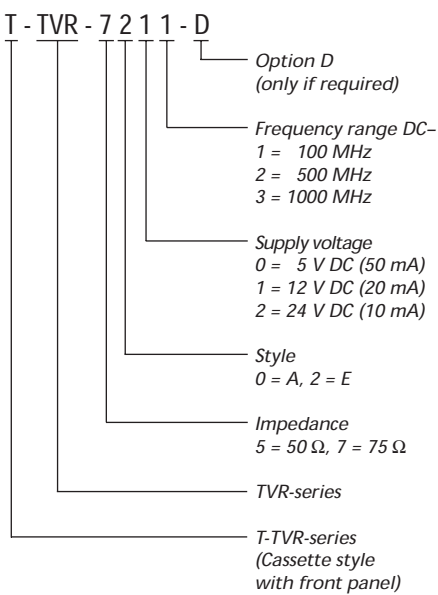 T - TVR - 7 2 1 1 - D
Option D
(only if required)
Frequency range DC–
1 = 100 MHz
2 = 500 MHz
3 = 1000 MHz
Supply voltage
0 = 5 V DC (50 mA)
1 = 12 V DC (20 mA)
2 = 24 V DC (10 mA)
Style
0 = A, 2 = E
Impedance
5 = 50 Ω, 7 = 75 Ω
TVR-series
T-TVR-series
(Cassette style
with front panel)